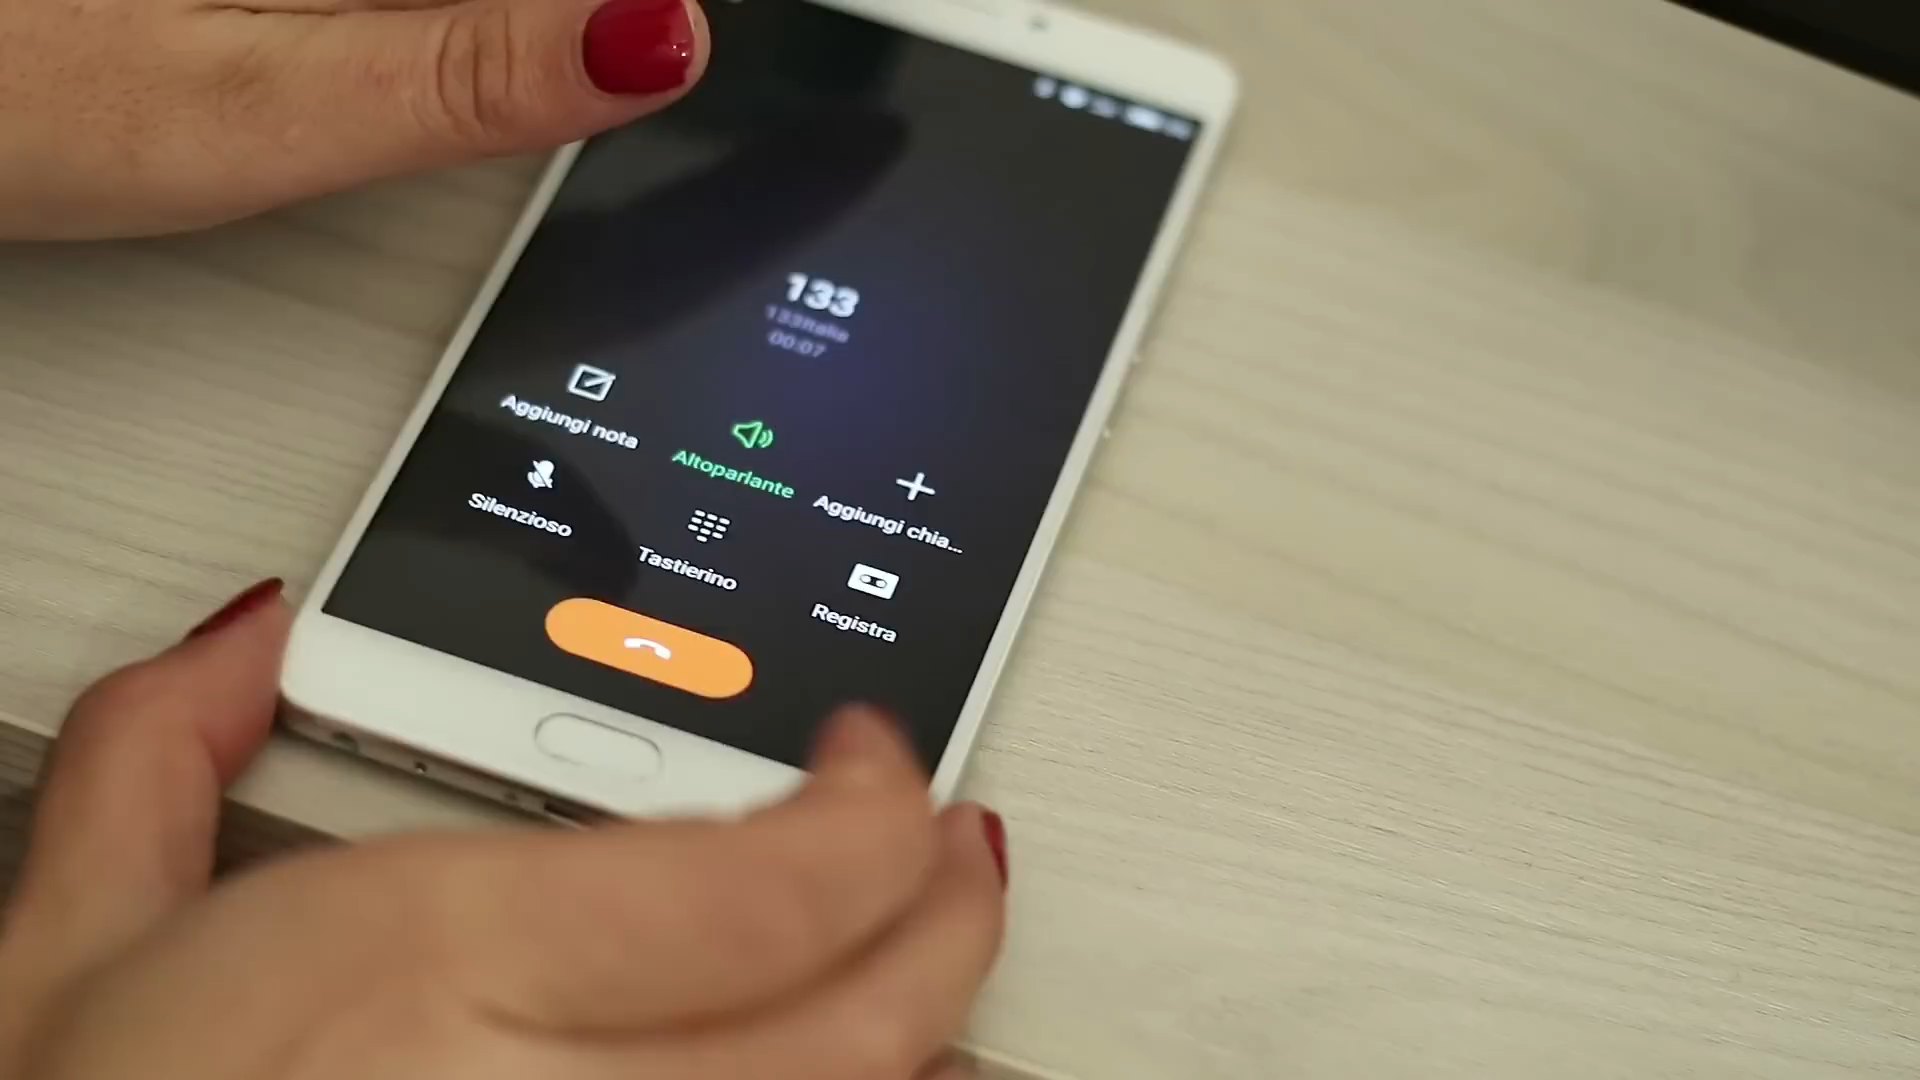 133
133Italia
00:07
Aggiungi nota
Altoparlante
Aggiungi chia...
Silenzioso
Tastierino
Registra